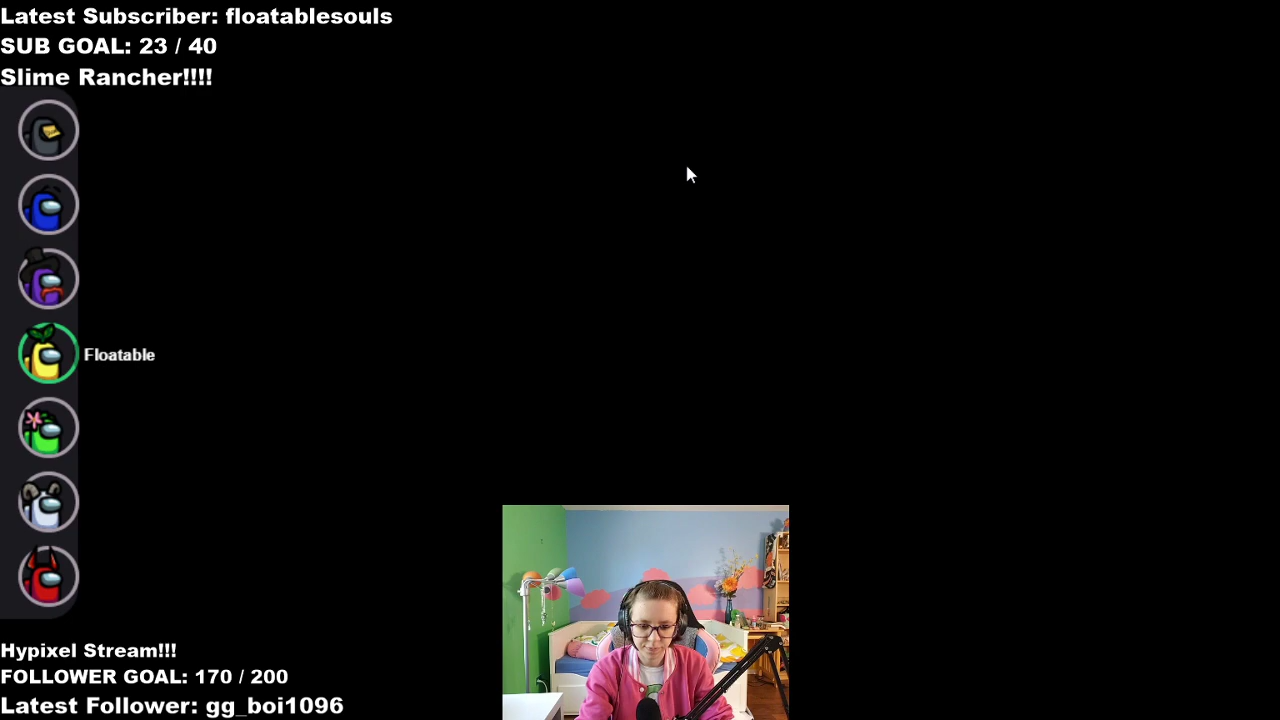 Latest Subscriber: floatablesouls
SUB GOAL: 23 / 40
Slime Rancher!!!!
Floatable
Hypixel Stream!!!
FOLLOWER GOAL: 170 / 200
Latest Follower: gg_boi1096